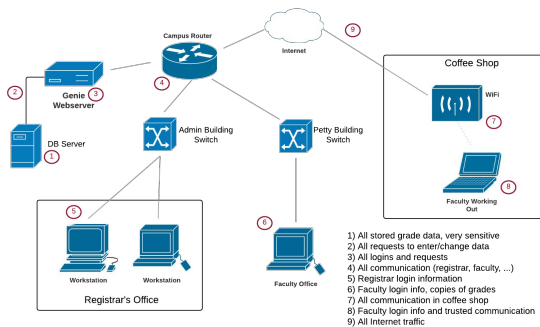 Campus Router
Internet
9
Coffee Shop
2
Genie
Webserver
3
4
WiFi
7
DB Server
1
Admin Building
Switch
Petty Building
Switch
8
Faculty Working
Out
5
6
Workstation
Workstation
Faculty Office
Registrar's Office
1) All stored grade data, very sensitive
2) All requests to enter/change data
3) All logins and requests
4) All communication (registrar, faculty, ...)
5) Registrar login information
6) Faculty login info, copies of grades
7) All communication in coffee shop
8) Faculty login info and trusted communication
9) All Internet traffic